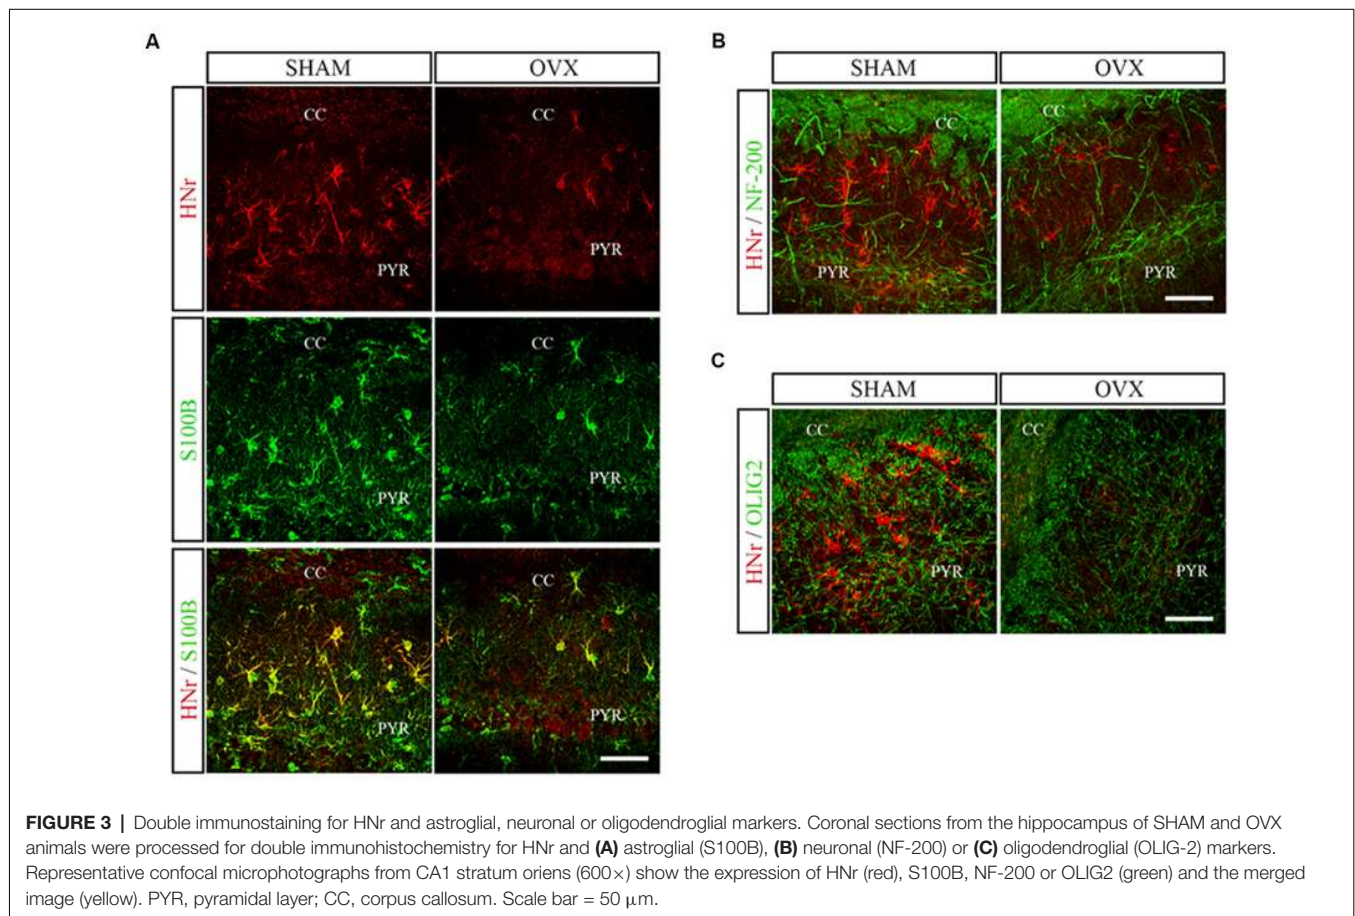 A
SHAM
OVX
HNr
CC
PYR
CC
PYR
S100B
CC
PYR
CC
PYR
HNr / S100B
CC
PYR
CC
PYR
B
SHAM
OVX
HNr / NF-200
CC
PYR
CC
PYR
C
SHAM
OVX
HNr / OLIG2
CC
PYR
CC
PYR
FIGURE 3 | Double immunostaining for HNr and astroglial, neuronal or oligodendroglial markers. Coronal sections from the hippocampus of SHAM and OVX
animals were processed for double immunohistochemistry for HNr and (A) astroglial (S100B), (B) neuronal (NF-200) or (C) oligodendroglial (OLIG-2) markers.
Representative confocal microphotographs from CA1 stratum oriens (600×) show the expression of HNr (red), S100B, NF-200 or OLIG2 (green) and the merged
image (yellow). PYR, pyramidal layer; CC, corpus callosum. Scale bar = 50 μm.